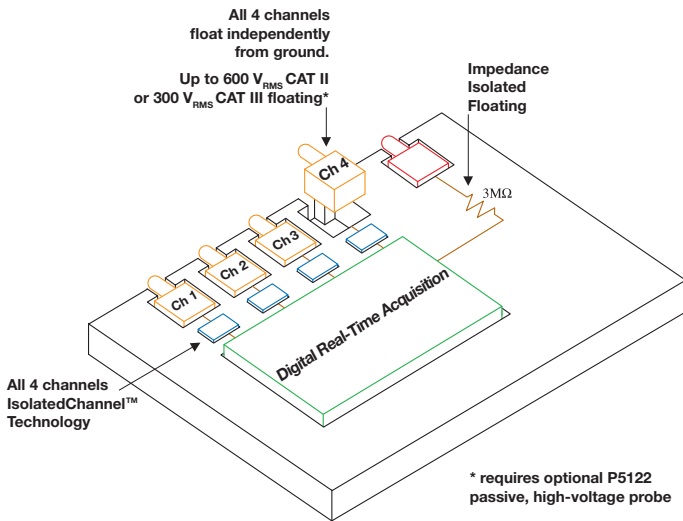 All 4 channels
float independently
from ground.
Up to 600 VRMS CAT II
or 300 VRMS CAT III floating*
Impedance
Isolated
Floating
Ch 4
3MΩ
Ch 3
Ch 2
Ch 1
Digital Real-Time Acquisition
All 4 channels
IsolatedChannel™
Technology
* requires optional P5122
passive, high-voltage probe